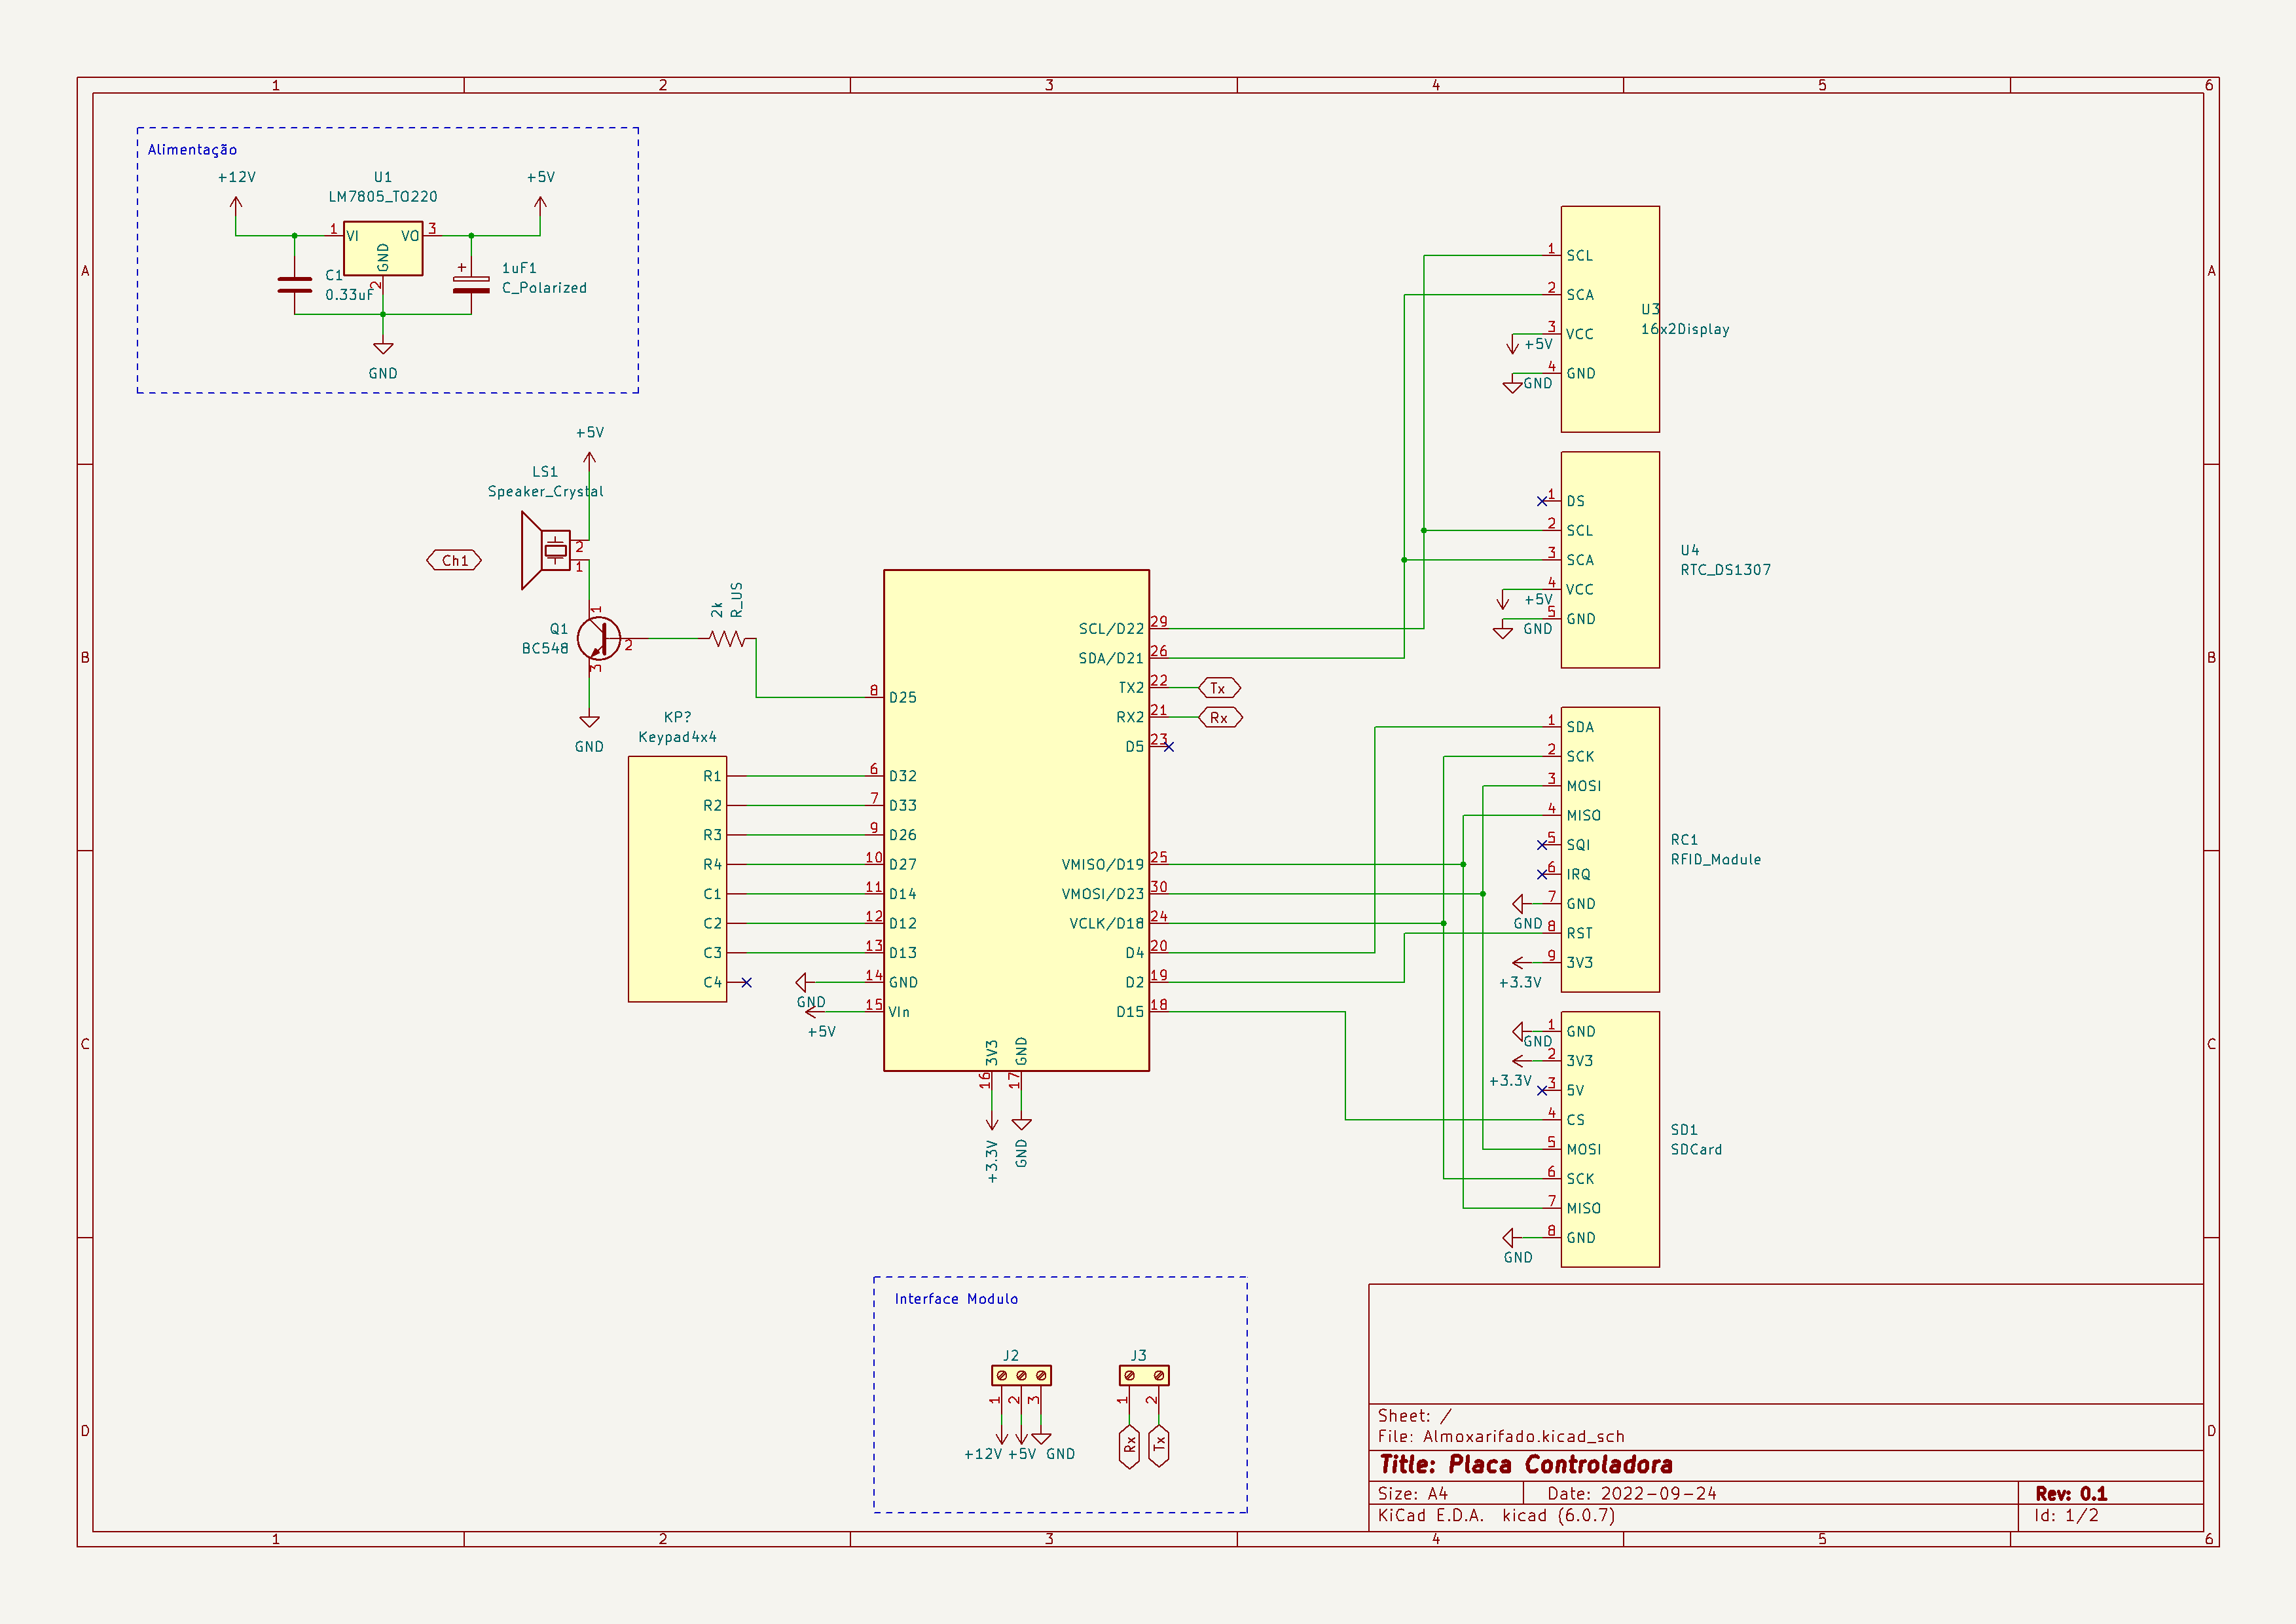 1 2 3 4 5 6
A
B
C
D
A
B
C
D
Alimentação
+12V
U1
LM7805_TO220
+5V
1 VI VO 3
GND
2
C1
0.33uF
+
1uF1
C_Polarized
GND
+5V
LS1
Speaker_Crystal
2
1
Ch1
Q1
BC548
1
2
3
GND
2k
R_US
KP?
Keypad4x4
R1
R2
R3
R4
C1
C2
C3
C4
8 D25
6 D32
7 D33
9 D26
10 D27
11 D14
12 D12
13 D13
14 GND
15 VIn
GND
+5V
SCL/D22 29
SDA/D21 26
TX2 22
RX2 21
D5 23
VMISO/D19 25
VMOSI/D23 30
VCLK/D18 24
D4 20
D2 19
D15 18
Tx
Rx
3V3 GND
16 17
+3.3V GND
1 SCL
2 SCA
3 VCC
4 GND
+5V
GND
U3
16x2Display
1 DS
2 SCL
3 SCA
4 VCC
5 GND
+5V
GND
U4
RTC_DS1307
1 SDA
2 SCK
3 MOSI
4 MISO
5 SQI
6 IRQ
7 GND
8 RST
9 3V3
GND
+3.3V
RC1
RFID_Module
1 GND
2 3V3
3 5V
4 CS
5 MOSI
6 SCK
7 MISO
8 GND
GND
+3.3V
GND
SD1
SDCard
Interface Modulo
J2
1 2 3
+12V +5V GND
J3
1 2
Rx Tx
Sheet: /
File: Almoxarifado.kicad_sch
Title: Placa Controladora
Size: A4 Date: 2022-09-24 Rev: 0.1
KiCad E.D.A. kicad (6.0.7) Id: 1/2
1 2 3 4 5 6